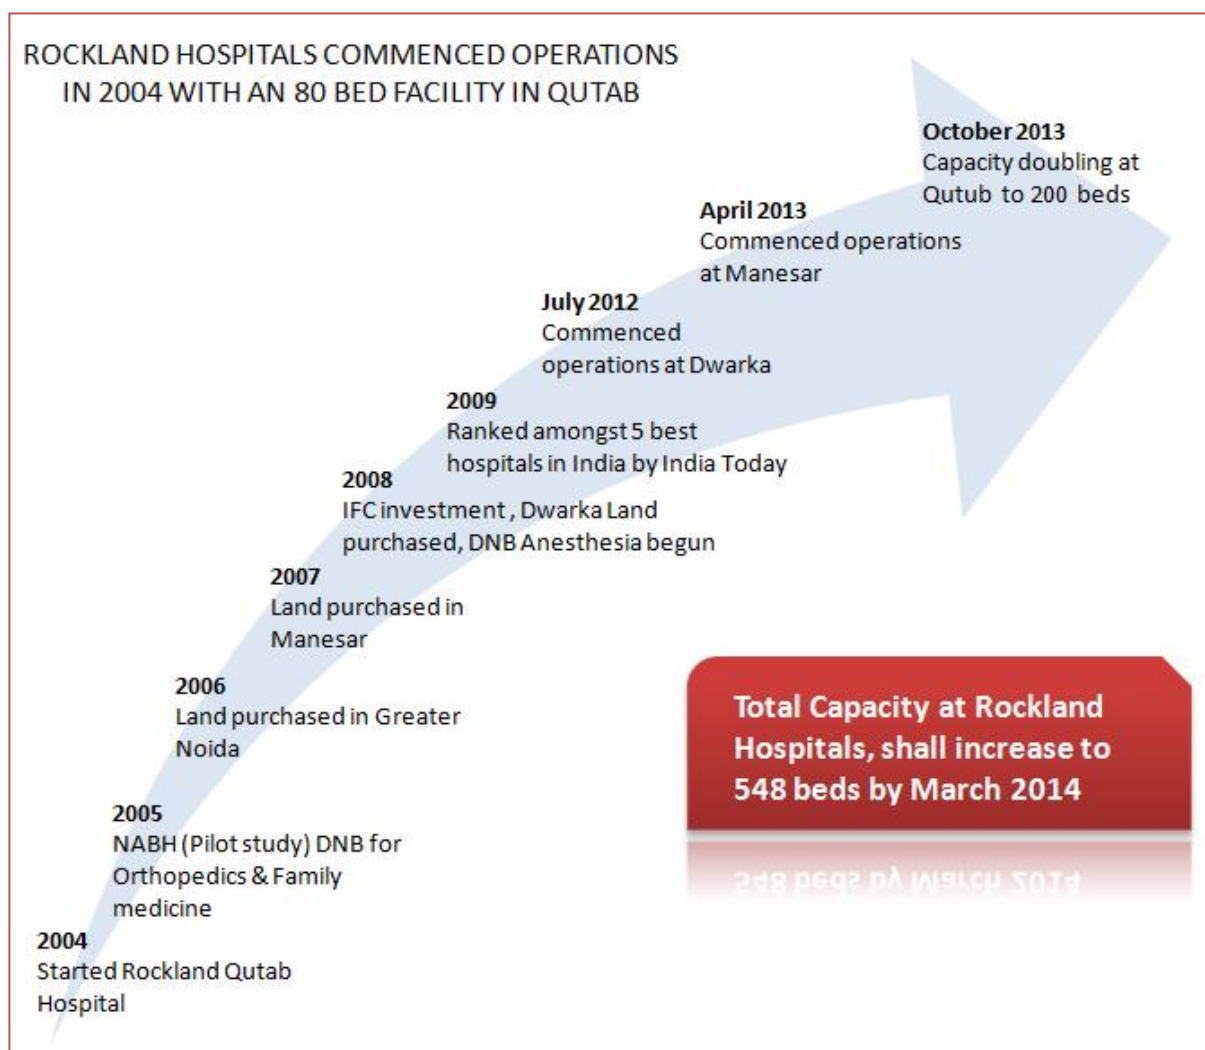 ROCKLAND HOSPITALS COMMENCED OPERATIONS
IN 2004 WITH AN 80 BED FACILITY IN QUTAB
October 2013
Capacity doubling at
Qutub to 200 beds
April 2013
Commenced operations
at Manesar
July 2012
Commenced
operations at Dwarka
2009
Ranked amongst 5 best
hospitals in India by India Today
2008
IFC investment , Dwarka Land
purchased, DNB Anesthesia begun
2007
Land purchased in
Manesar
2006
Land purchased in Greater
Noida
2005
NABH (Pilot study) DNB for
Orthopedics & Family
medicine
2004
Started Rockland Qutab
Hospital
Total Capacity at Rockland
Hospitals, shall increase to
548 beds by March 2014